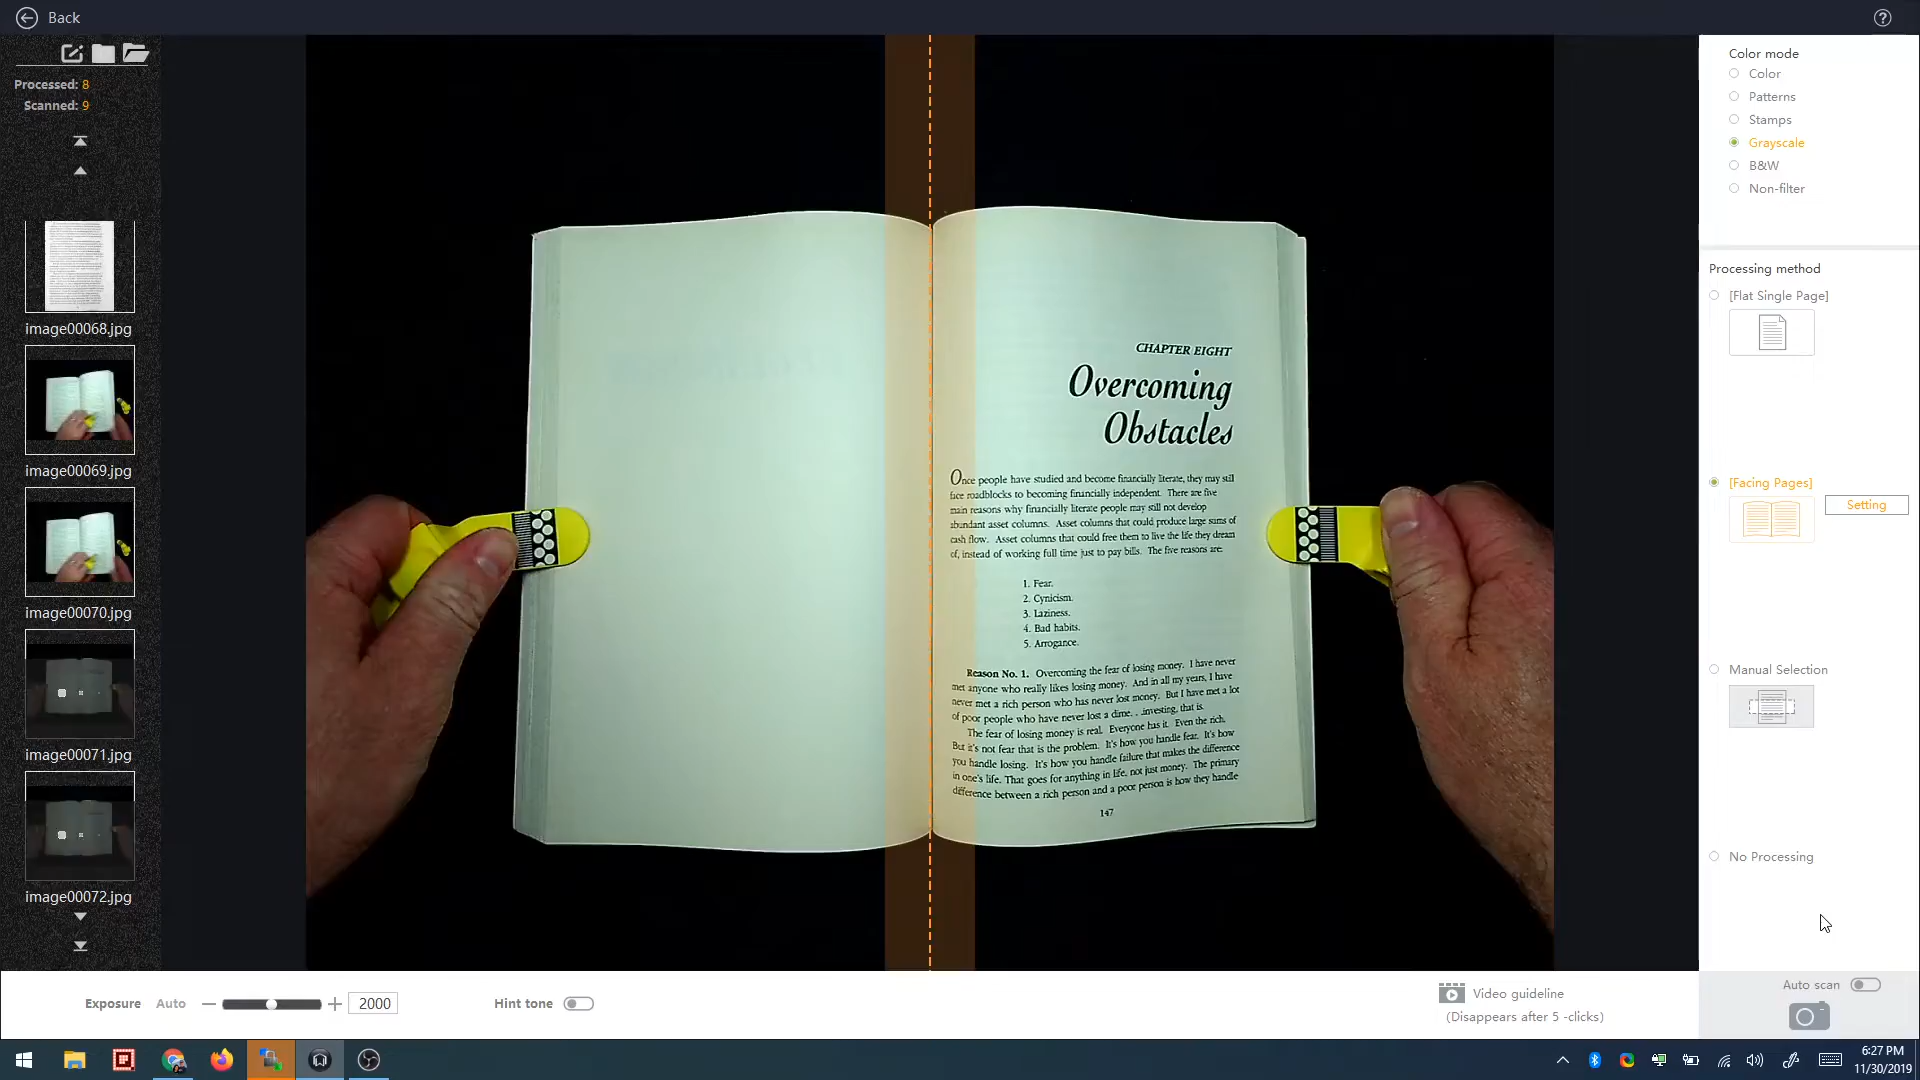 Back
Processed: 8
Scanned: 9
image00068.jpg
image00069.jpg
image00070.jpg
image00071.jpg
image00072.jpg
CHAPTER EIGHT
Overcoming
Obstacles
Once people have studied and become financially literate, they may still
face roadblocks to becoming financially independent. There are five
main reasons why financially literate people may still not develop
abundant asset columns. Asset columns that could produce large sums of
cash flow. Asset columns that could free them to live the life they dream
of, instead of working full time just to pay bills. The five reasons are:
1. Fear.
2. Cynicism.
3. Laziness.
4. Bad habits.
5. Arrogance.
Reason No. 1. Overcoming the fear of losing money. I have never
met anyone who really likes losing money. And in all my years, I have
never met a rich person who has never lost money. But I have met a lot
of poor people who have never lost a dime. . .investing, that is.
The fear of losing money is real. Everyone has it. Even the rich.
But it's not fear that is the problem. It's how you handle fear. It's how
you handle losing. It's how you handle failure that makes the difference
in one's life. That goes for anything in life, not just money. The primary
difference between a rich person and a poor person is how they handle
147
Color mode
Color
Patterns
Stamps
Grayscale
B&W
Non-filter
Processing method
[Flat Single Page]
[Facing Pages]
Setting
Manual Selection
No Processing
Exposure Auto 2000
Hint tone
Video guideline
(Disappears after 5 -clicks)
Auto scan
6:27 PM
11/30/2019